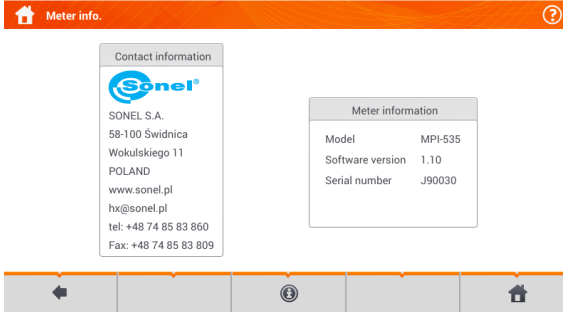 Meter info.
?
Contact information
Sonel®
SONEL S.A.
58-100 Świdnica
Wokulskiego 11
POLAND
www.sonel.pl
hx@sonel.pl
tel: +48 74 85 83 860
Fax: +48 74 85 83 809
Meter information
Model MPI-535
Software version 1.10
Serial number J90030